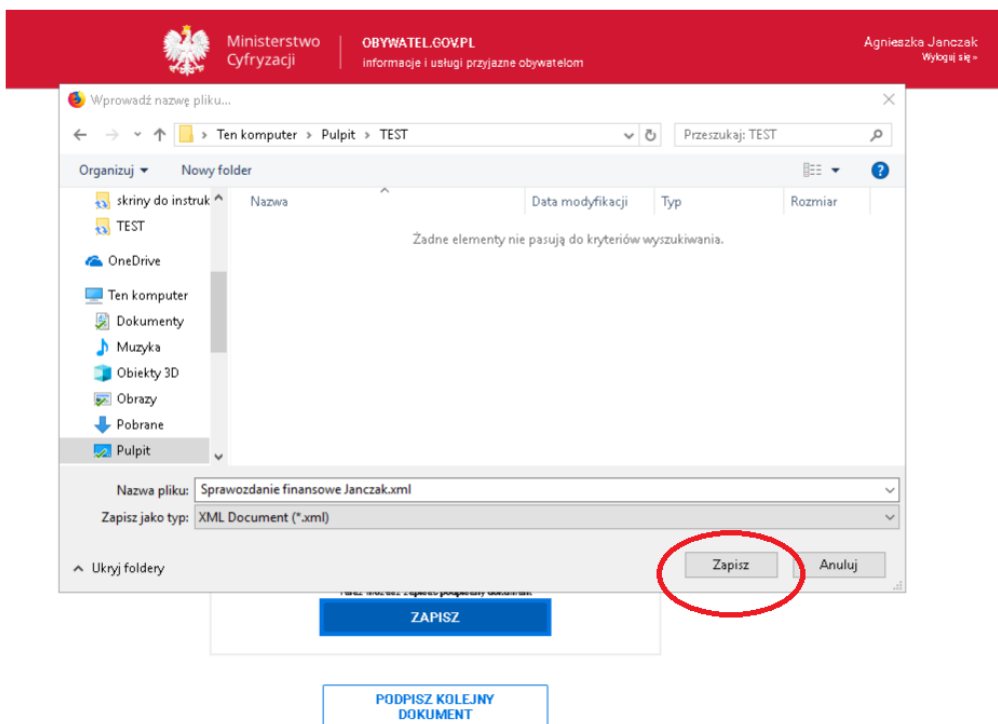 Ministerstwo
Cyfryzacji
OBYWATEL.GOV.PL
informacje i usługi przyjazne obywatelom
Agnieszka Janczak
Wyloguj się »
Wprowadź nazwę pliku...
Ten komputer › Pulpit › TEST
Przeszukaj: TEST
Organizuj
Nowy folder
skriny do instruk
TEST
OneDrive
Ten komputer
Dokumenty
Muzyka
Obiekty 3D
Obrazy
Pobrane
Pulpit
Nazwa
Data modyfikacji
Typ
Rozmiar
Żadne elementy nie pasują do kryteriów wyszukiwania.
Nazwa pliku: Sprawozdanie finansowe Janczak.xml
Zapisz jako typ: XML Document (*.xml)
Ukryj foldery
Zapisz
Anuluj
ZAPISZ
PODPISZ KOLEJNY
DOKUMENT